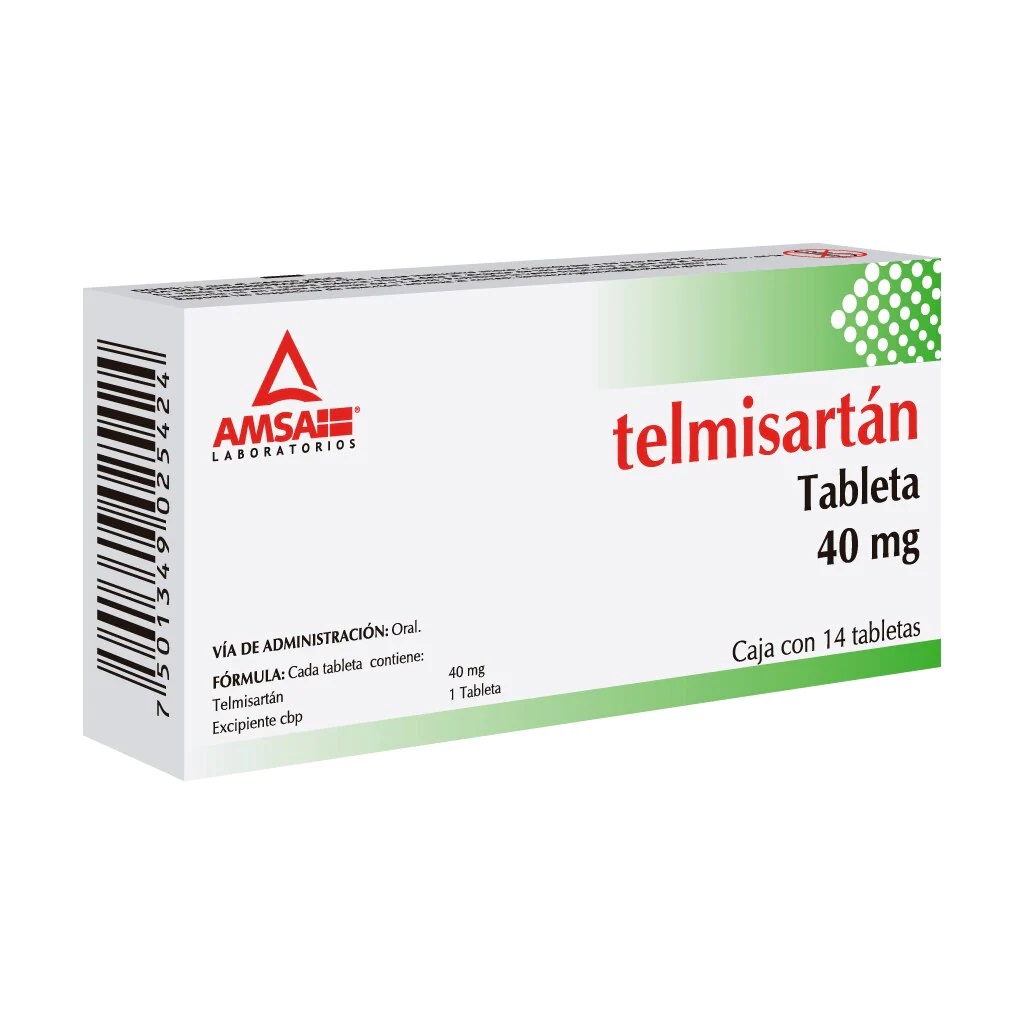 AMSA®
LABORATORIOS
telmisartán
Tableta
40 mg
VÍA DE ADMINISTRACIÓN: Oral.
FÓRMULA: Cada tableta contiene:
Telmisartán 40 mg
Excipiente cbp 1 Tableta
Caja con 14 tabletas
7 501349 025424